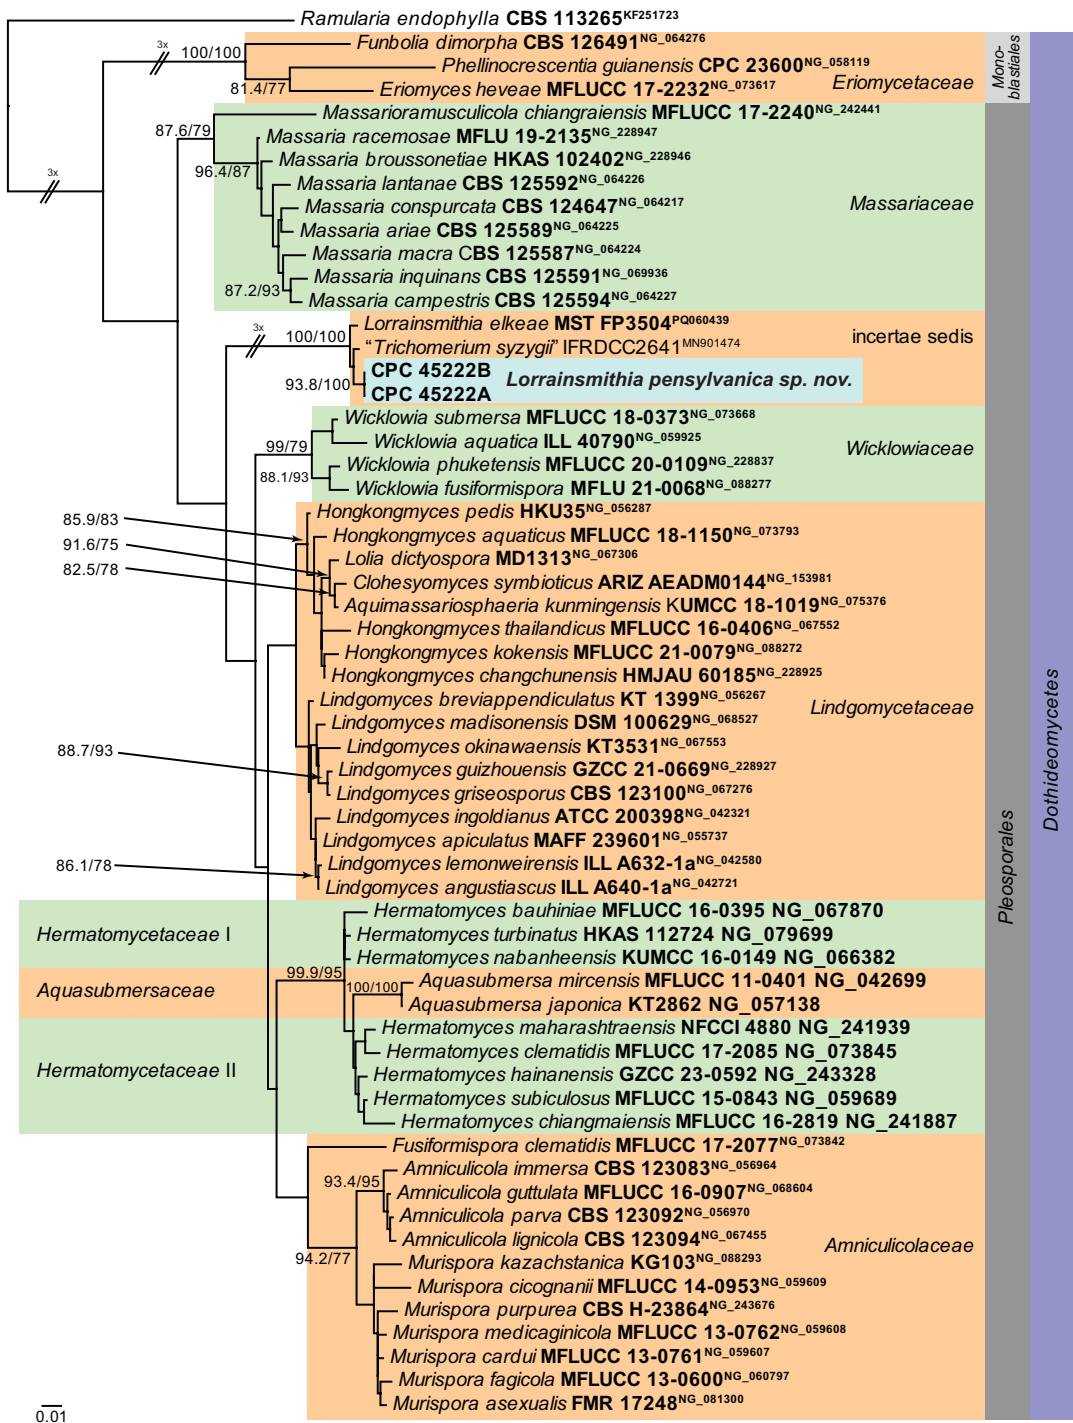 Ramularia endophylla CBS 113265KF251723
3x
100/100
Funbolia dimorpha CBS 126491NG_064276
Phellinocrescentia guianensis CPC 23600NG_058119
81.4/77
Eriomyces heveae MFLUCC 17-2232NG_073617
Eriomycetaceae
Mono-
blastiales
87.6/79
Massarioramusculicola chiangraiensis MFLUCC 17-2240NG_242441
Massaria racemosae MFLU 19-2135NG_228947
3x
96.4/87
Massaria broussonetiae HKAS 102402NG_228946
Massaria lantanae CBS 125592NG_064226
Massaria conspurcata CBS 124647NG_064217
Massariaceae
Massaria ariae CBS 125589NG_064225
Massaria macra CBS 125587NG_064224
Massaria inquinans CBS 125591NG_069936
87.2/93
Massaria campestris CBS 125594NG_064227
3x
100/100
Lorrainsmithia elkeae MST FP3504PQ060439
incertae sedis
“Trichomerium syzygii” IFRDCC2641MN901474
93.8/100
CPC 45222B
Lorrainsmithia pensylvanica sp. nov.
CPC 45222A
Wicklowia submersa MFLUCC 18-0373NG_073668
99/79
Wicklowia aquatica ILL 40790NG_059925
Wicklowiaceae
Wicklowia phuketensis MFLUCC 20-0109NG_228837
88.1/93
Wicklowia fusiformispora MFLU 21-0068NG_088277
85.9/83
Hongkongmyces pedis HKU35NG_056287
Hongkongmyces aquaticus MFLUCC 18-1150NG_073793
91.6/75
Lolia dictyospora MD1313NG_067306
82.5/78
Clohesyomyces symbioticus ARIZ AEADM0144NG_153981
Aquimassariosphaeria kunmingensis KUMCC 18-1019NG_075376
Hongkongmyces thailandicus MFLUCC 16-0406NG_067552
Hongkongmyces kokensis MFLUCC 21-0079NG_088272
Hongkongmyces changchunensis HMJAU 60185NG_228925
Lindgomyces breviappendiculatus KT 1399NG_056267
Lindgomycetaceae
Lindgomyces madisonensis DSM 100629NG_068527
88.7/93
Lindgomyces okinawaensis KT3531NG_067553
Lindgomyces guizhouensis GZCC 21-0669NG_228927
Lindgomyces griseosporus CBS 123100NG_067276
Lindgomyces ingoldianus ATCC 200398NG_042321
Lindgomyces apiculatus MAFF 239601NG_055737
86.1/78
Lindgomyces lemonweirensis ILL A632-1aNG_042580
Lindgomyces angustiascus ILL A640-1aNG_042721
Pleosporales
Dothideomycetes
Hermatomyces bauhiniae MFLUCC 16-0395 NG_067870
Hermatomycetaceae I
Hermatomyces turbinatus HKAS 112724 NG_079699
Hermatomyces nabanheensis KUMCC 16-0149 NG_066382
99.9/95
Aquasubmersaceae
100/100
Aquasubmersa mircensis MFLUCC 11-0401 NG_042699
Aquasubmersa japonica KT2862 NG_057138
Hermatomyces maharashtraensis NFCCI 4880 NG_241939
Hermatomyces clematidis MFLUCC 17-2085 NG_073845
Hermatomycetaceae II
Hermatomyces hainanensis GZCC 23-0592 NG_243328
Hermatomyces subiculosus MFLUCC 15-0843 NG_059689
Hermatomyces chiangmaiensis MFLUCC 16-2819 NG_241887
Fusiformispora clematidis MFLUCC 17-2077NG_073842
Amniculicola immersa CBS 123083NG_056964
93.4/95
Amniculicola guttulata MFLUCC 16-0907NG_068604
Amniculicola parva CBS 123092NG_056970
Amniculicola lignicola CBS 123094NG_067455
Amniculicolaceae
94.2/77
Murispora kazachstanica KG103NG_088293
Murispora cicognanii MFLUCC 14-0953NG_059609
Murispora purpurea CBS H-23864NG_243676
Murispora medicaginicola MFLUCC 13-0762NG_059608
Murispora cardui MFLUCC 13-0761NG_059607
Murispora fagicola MFLUCC 13-0600NG_060797
Murispora asexualis FMR 17248NG_081300
0.01